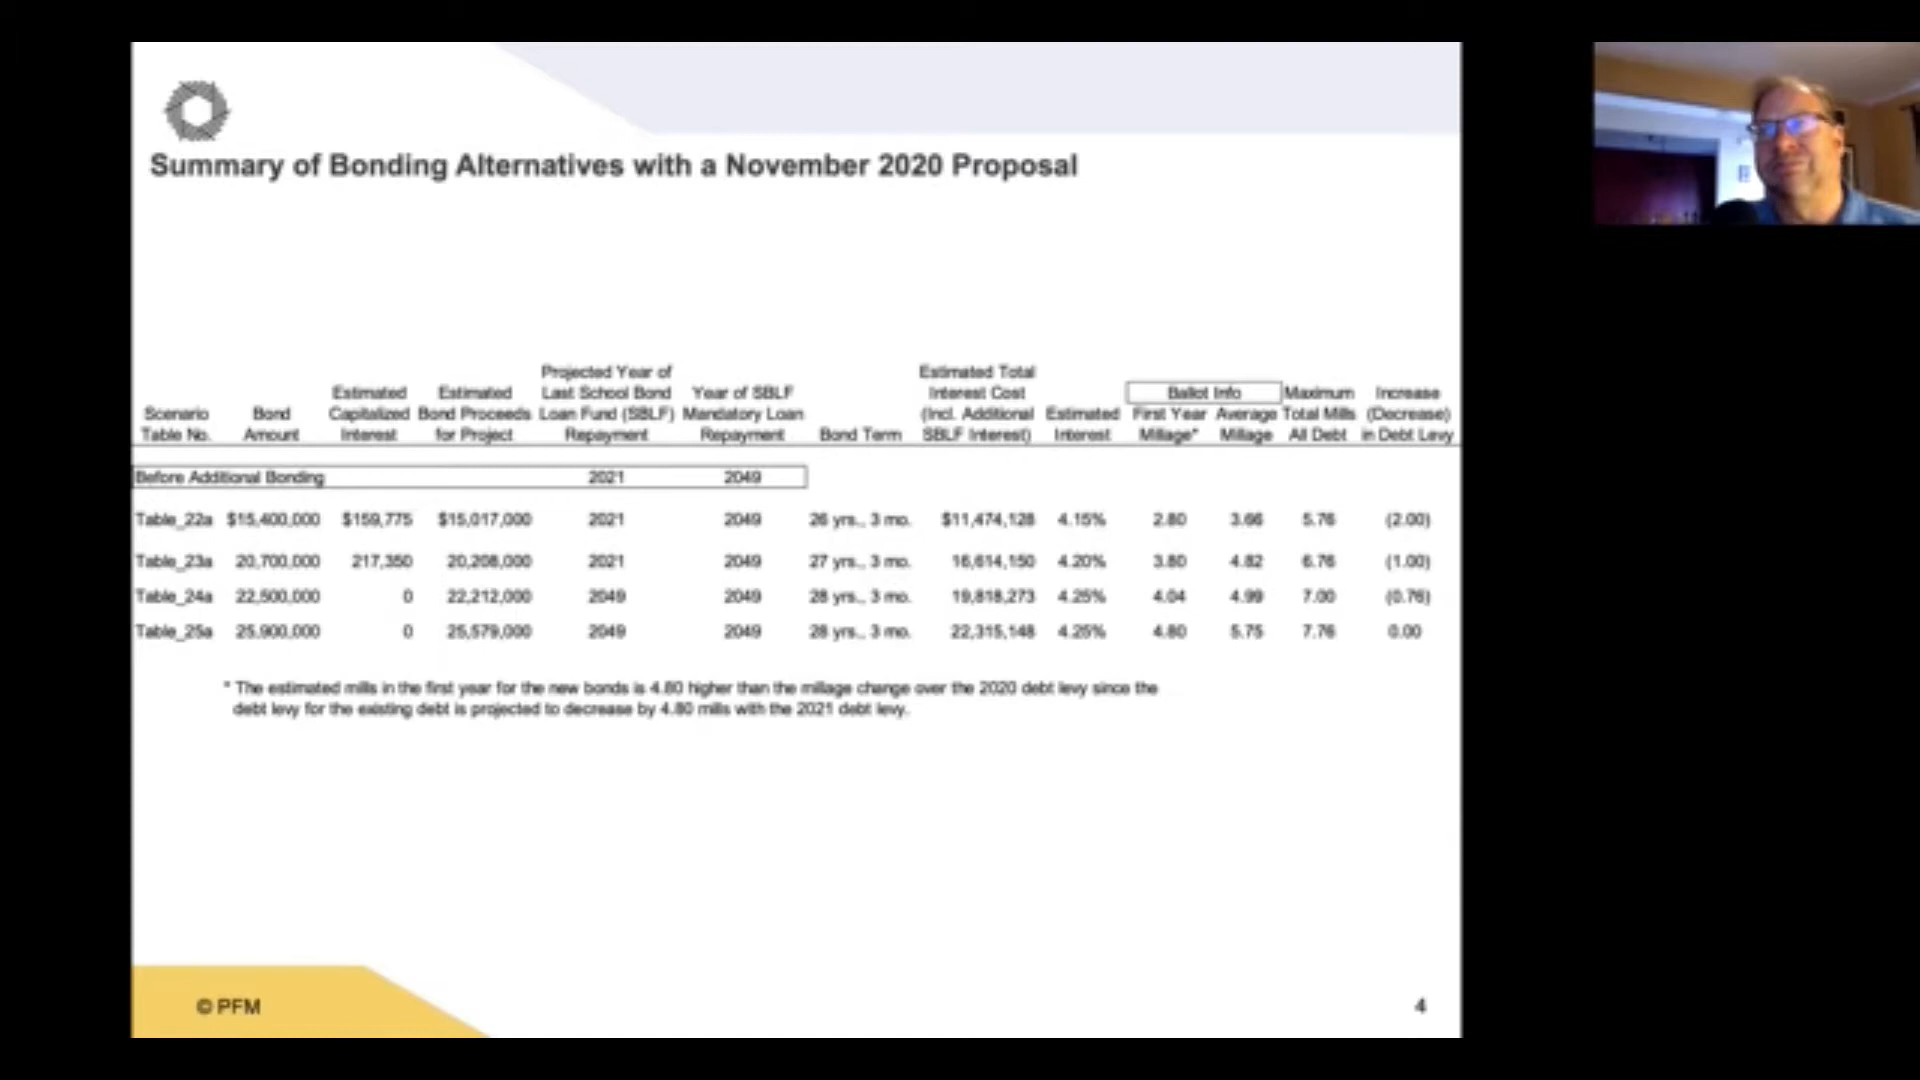 Summary of Bonding Alternatives with a November 2020 Proposal
Projected Year of Estimated Total
Estimated Estimated Last School Bond Year of SBLF Interest Cost Ballot Info Maximum Increase
Scenario Bond Capitalized Bond Proceeds Loan Fund (SBLF) Mandatory Loan (Incl. Additional Estimated First Year Average Total Mills (Decrease)
Table No. Amount Interest for Project Repayment Repayment Bond Term SBLF Interest) Interest Millage* Millage All Debt in Debt Levy
Before Additional Bonding 2021 2049
Table_22a $15,400,000 $159,775 $15,017,000 2021 2049 26 yrs., 3 mo. $11,474,128 4.15% 2.80 3.66 5.76 (2.00)
Table_23a 20,700,000 217,350 20,208,000 2021 2049 27 yrs., 3 mo. 16,614,150 4.20% 3.80 4.82 6.76 (1.00)
Table_24a 22,500,000 0 22,212,000 2049 2049 28 yrs., 3 mo. 19,818,273 4.25% 4.04 4.99 7.00 (0.76)
Table_25a 25,900,000 0 25,579,000 2049 2049 28 yrs., 3 mo. 22,315,148 4.25% 4.80 5.75 7.76 0.00
* The estimated mills in the first year for the new bonds is 4.80 higher than the millage change over the 2020 debt levy since the
debt levy for the existing debt is projected to decrease by 4.80 mills with the 2021 debt levy.
© PFM
4